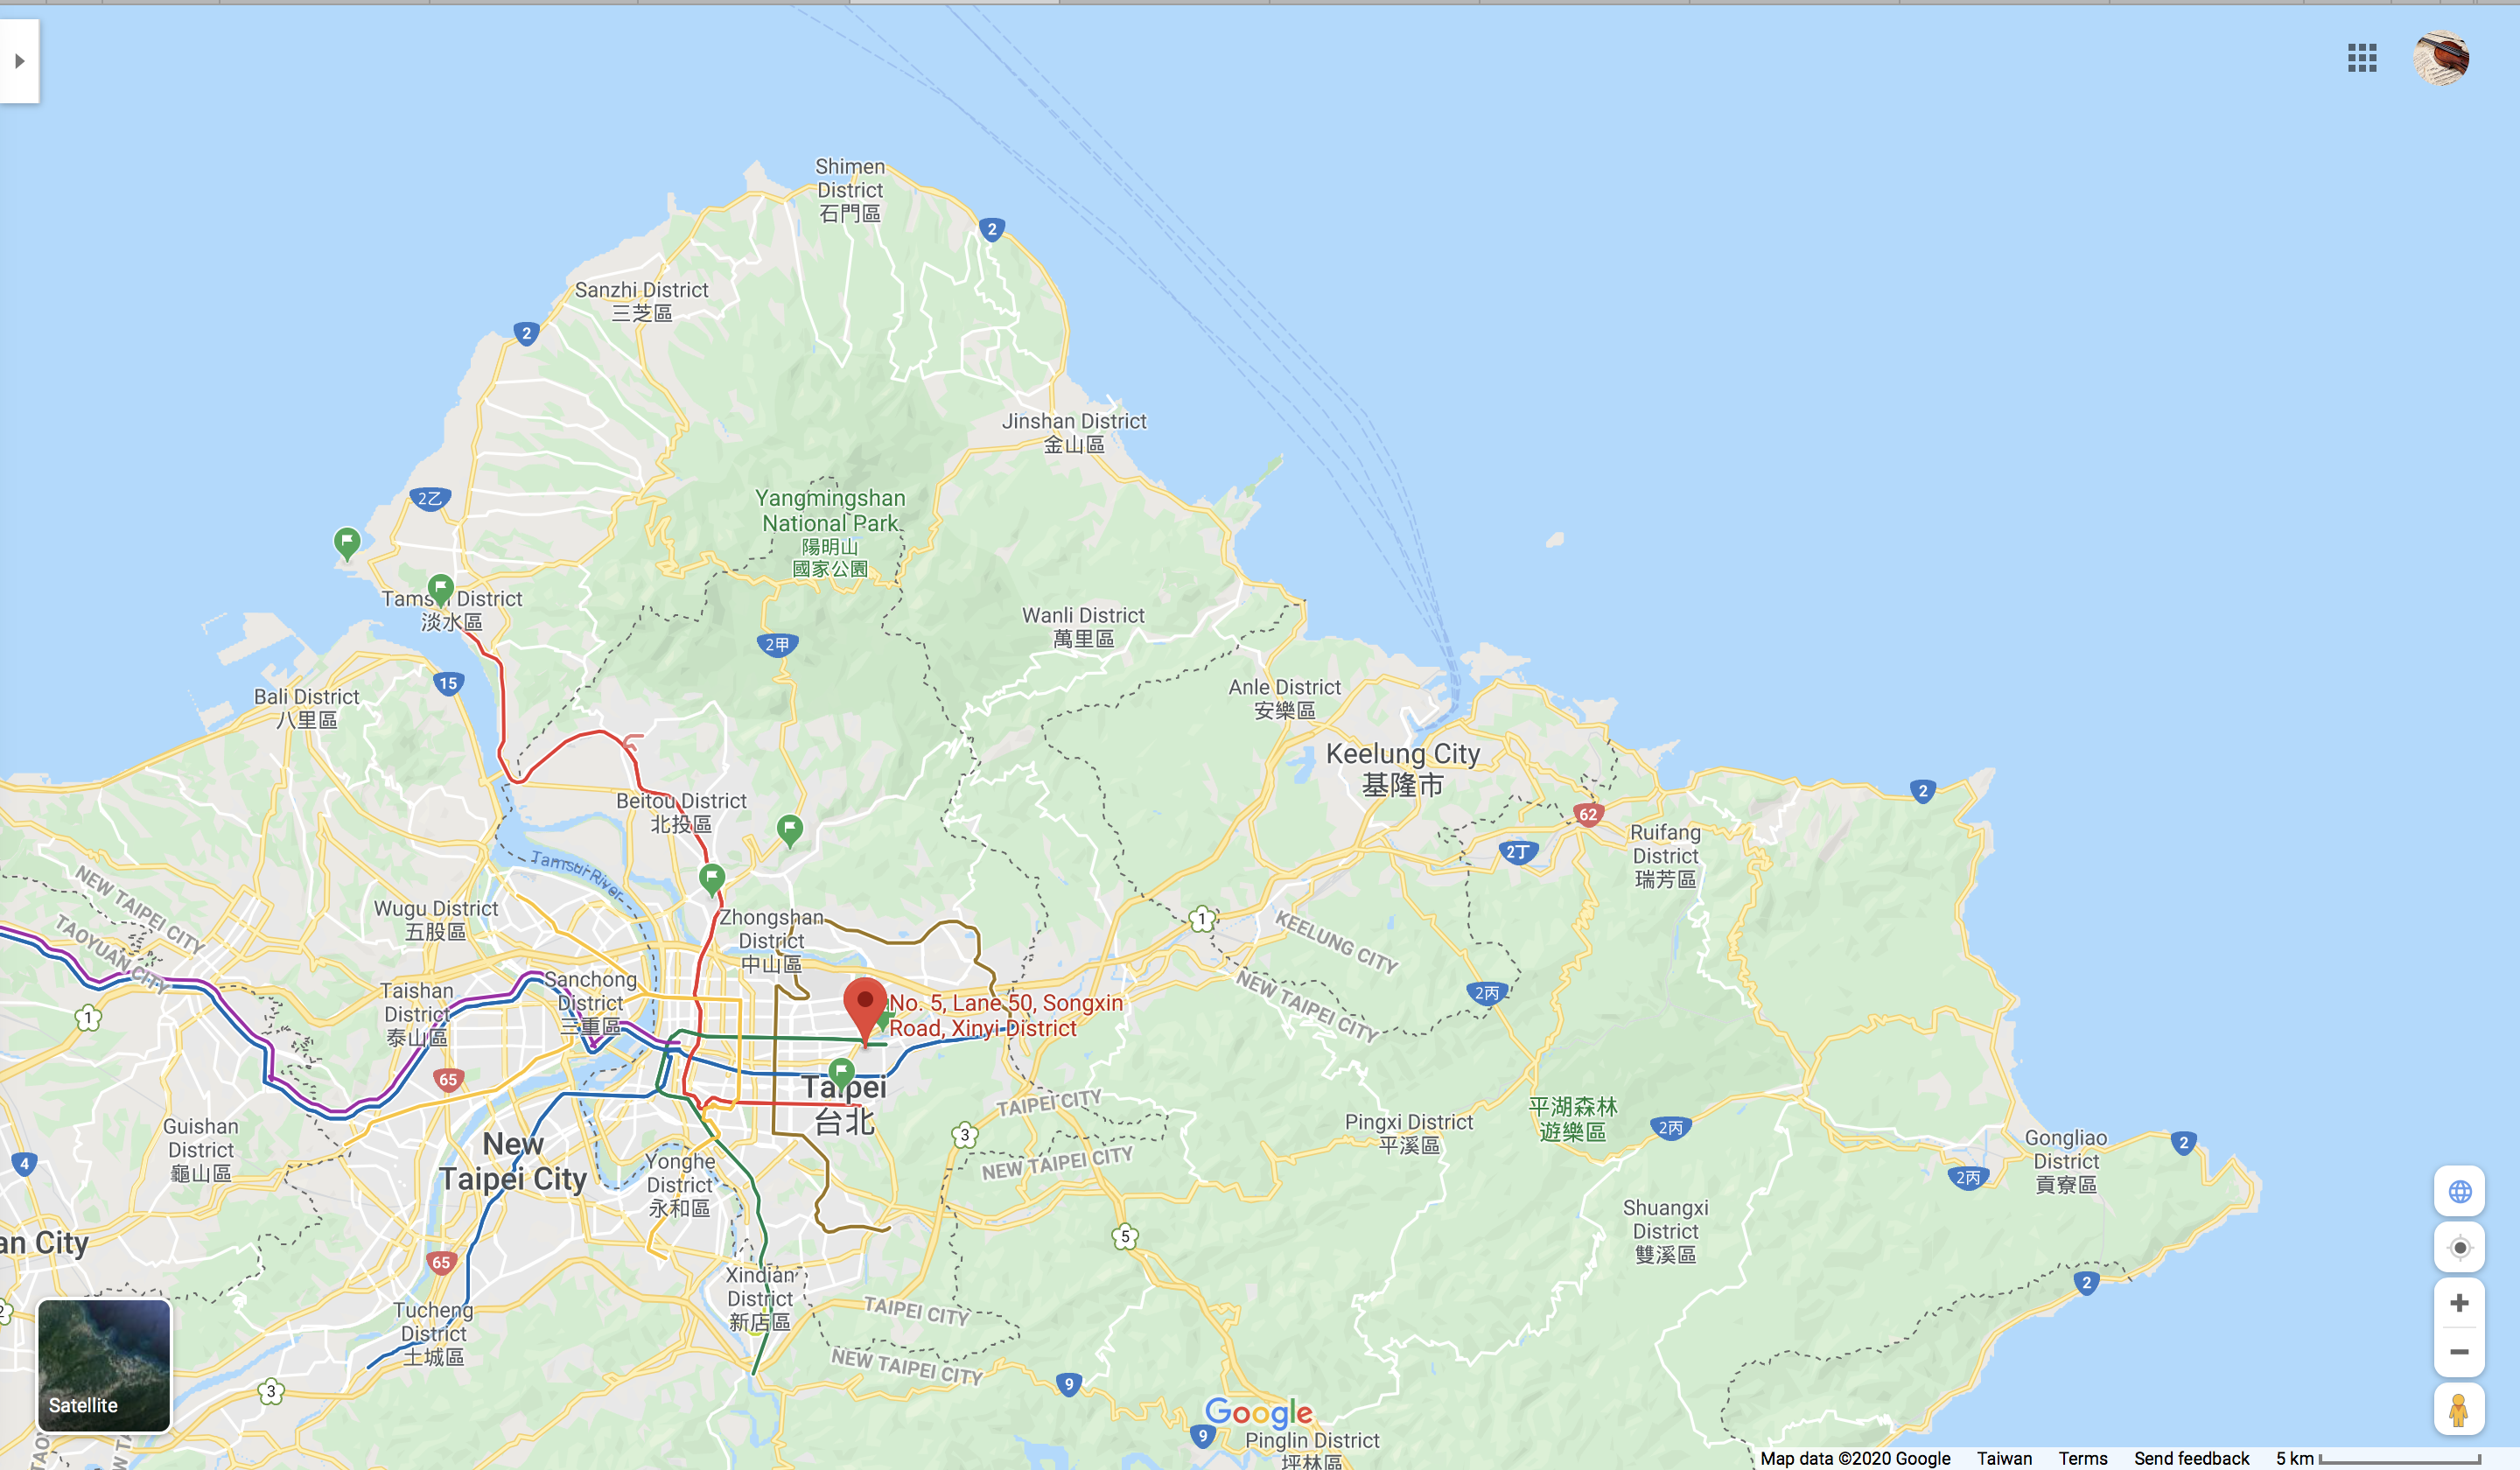 Shimen
District
石門區
2
Sanzhi District
三芝區
2
Jinshan District
金山區
2乙
Yangmingshan
National Park
陽明山
國家公園
District
淡水區
Wanli District
萬里區
2甲
15
Bali District
八里區
Anle District
安樂區
Keelung City
基隆市
2
62
Beitou District
北投區
Ruifang
District
瑞芳區
2丁
Tamsui River
NEW TAIPEI CITY
TAOYUAN CITY
Wugu District
五股區
Zhongshan
District
中山區
1
KEELUNG CITY
NEW TAIPEI CITY
Sanchong
District
三重區
Taishan
District
泰山區
1
2丙
No. 5, Lane 50, Songxin
Road, Xinyi District
65
Taipei
台北
TAIPEI CITY
3
NEW TAIPEI CITY
Pingxi District
平溪區
平湖森林
遊樂區
2丙
Guishan
District
龜山區
4
New
Taipei City
Yonghe
District
永和區
Gongliao
District
貢寮區
2
2丙
Shuangxi
District
雙溪區
5
an City
65
Xindian
District
新店區
2
TAIPEI CITY
Tucheng
District
土城區
NEW TAIPEI CITY
3
9
Satellite
Google
9
Pinglin District
坪林區
Map data ©2020 Google Taiwan Terms Send feedback 5 km